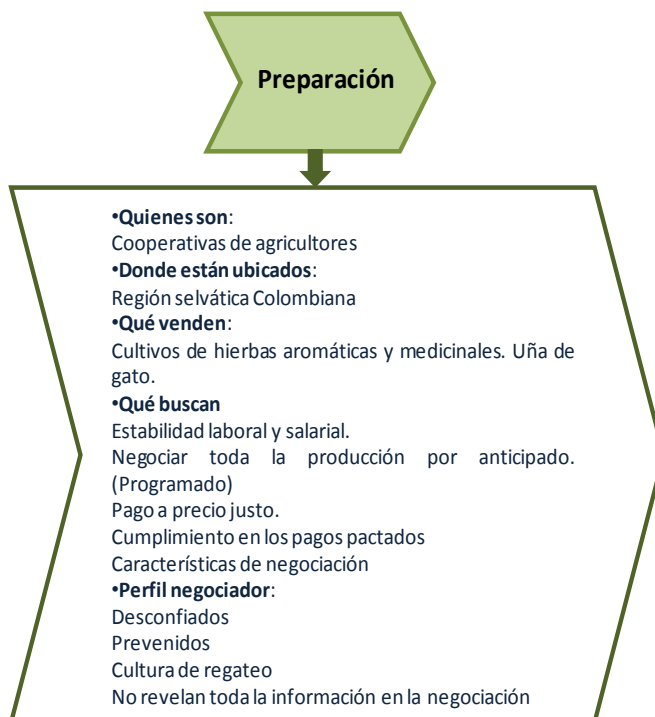 Preparación
•Quienes son:
Cooperativas de agricultores
•Donde están ubicados:
Región selvática Colombiana
•Qué venden:
Cultivos de hierbas aromáticas y medicinales. Uña de
gato.
•Qué buscan
Estabilidad laboral y salarial.
Negociar toda la producción por anticipado.
(Programado)
Pago a precio justo.
Cumplimiento en los pagos pactados
Características de negociación
•Perfil negociador:
Desconfiados
Prevenidos
Cultura de regateo
No revelan toda la información en la negociación